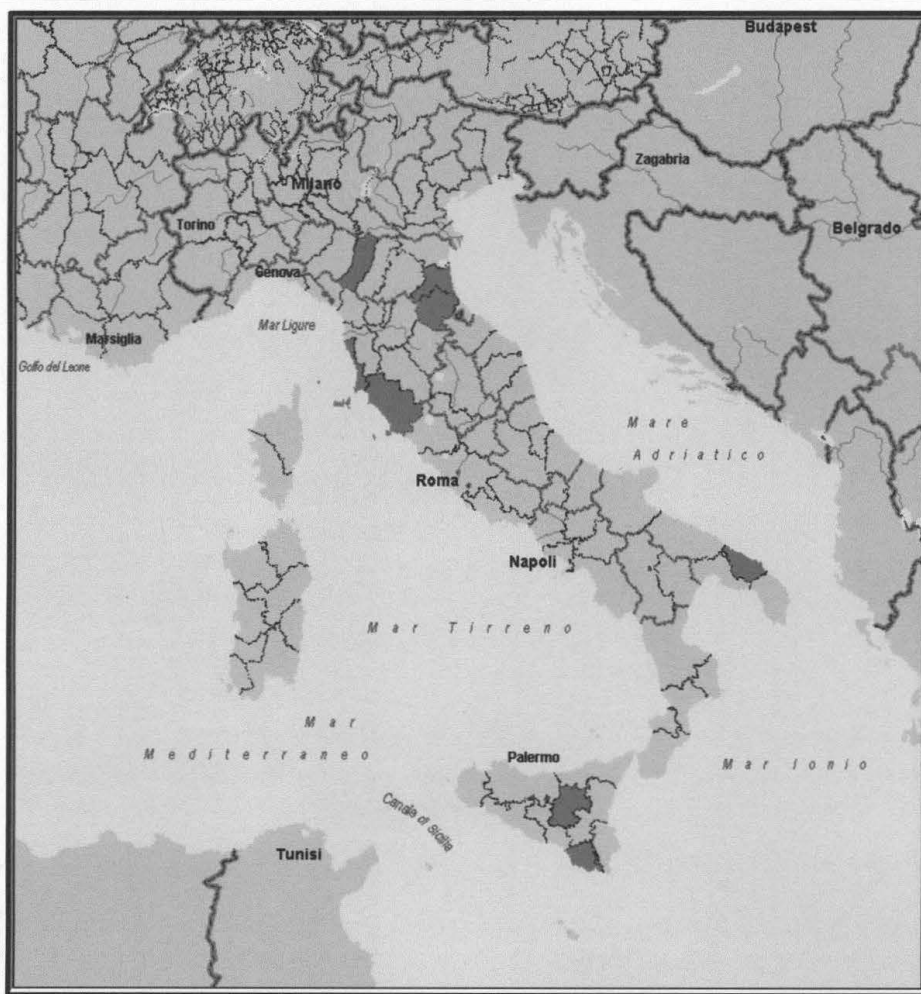 Budapest
Zagabria
Milano
Torino
Belgrado
Genova
Mar Ligure
Marsiglia
Golfo del Leone
Mare
Adriatico
Roma
Napoli
Mar Tirreno
Mar
Mediterraneo
Palermo
Mar Ionio
Canale di Sicilia
Tunisi